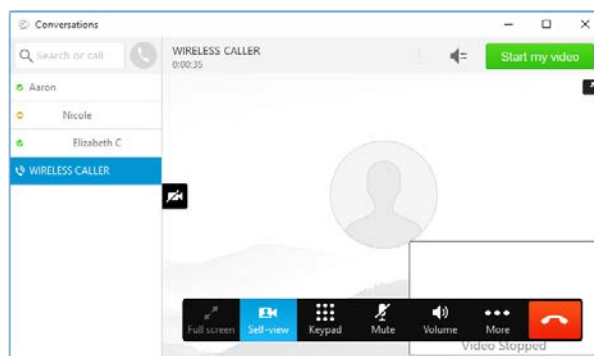 Conversations
Search or call
WIRELESS CALLER
0:00:35
Start my video
Aaron
Nicole
Elizabeth C
WIRELESS CALLER
Full screen
Self-view
Keypad
Mute
Volume
More
Video Stopped